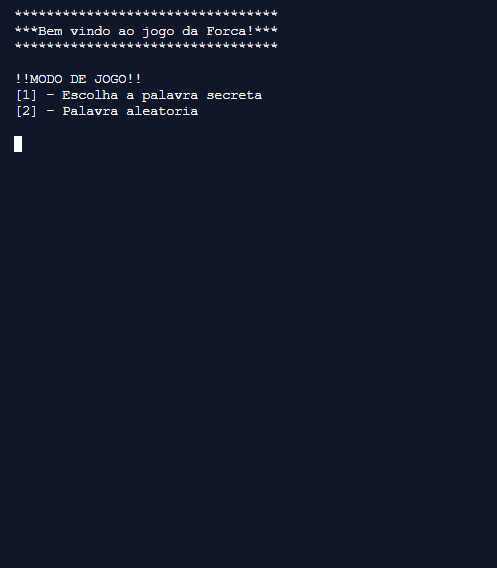 *********************************
***Bem vindo ao jogo da Forca!***
*********************************
!!MODO DE JOGO!!
[1] - Escolha a palavra secreta
[2] - Palavra aleatoria